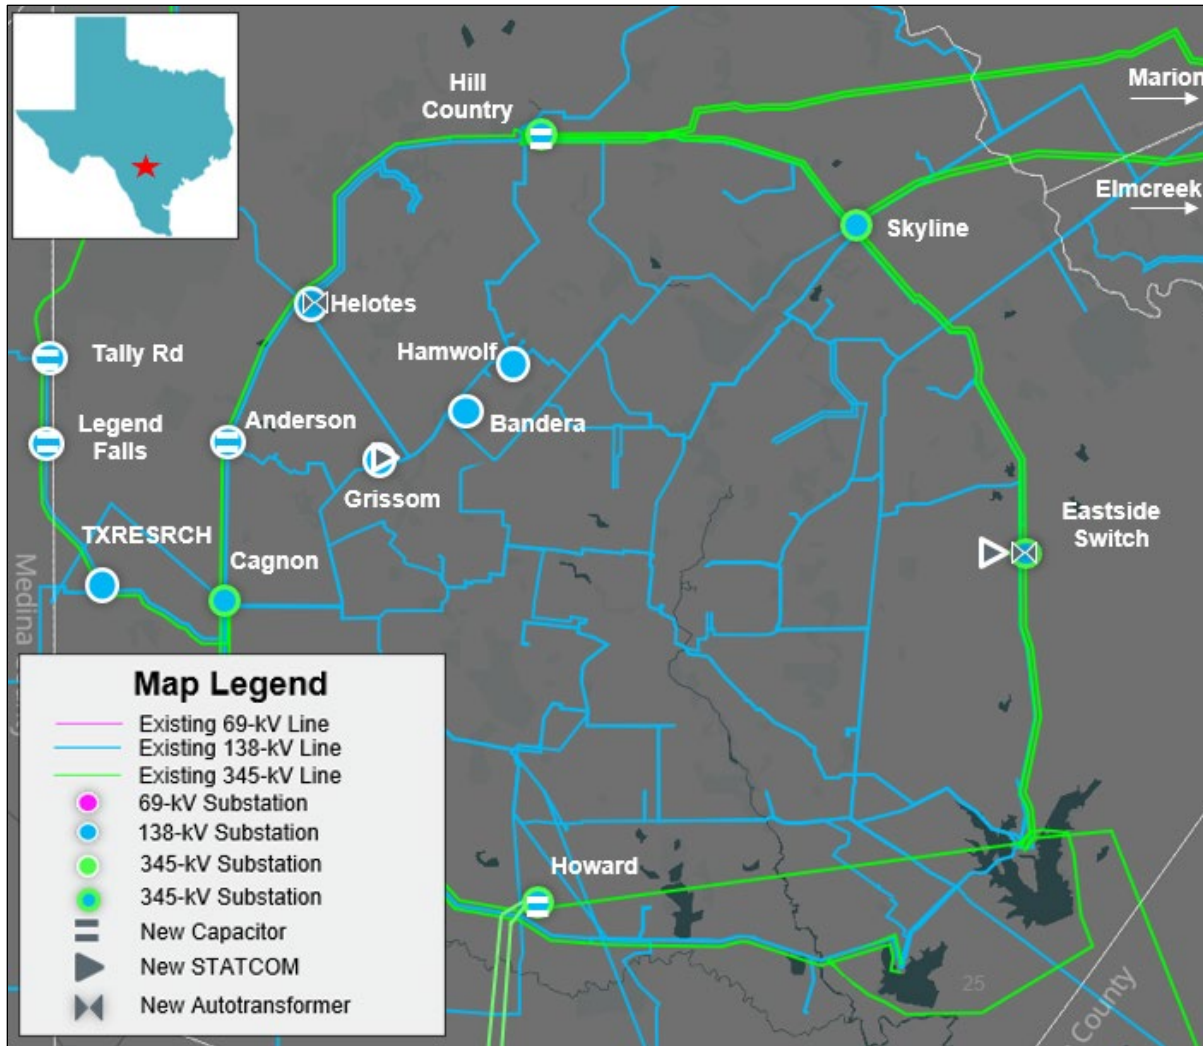 Hill
Country
Marion
Elmcreek
Skyline
Helotes
Tally Rd
Hamwolf
Legend
Falls
Anderson
Bandera
Grissom
TXRESRCH
Cagnon
Eastside
Switch
Medina
Map Legend
Existing 69-kV Line
Existing 138-kV Line
Existing 345-kV Line
69-kV Substation
138-kV Substation
345-kV Substation
345-kV Substation
New Capacitor
New STATCOM
New Autotransformer
Howard
25
County